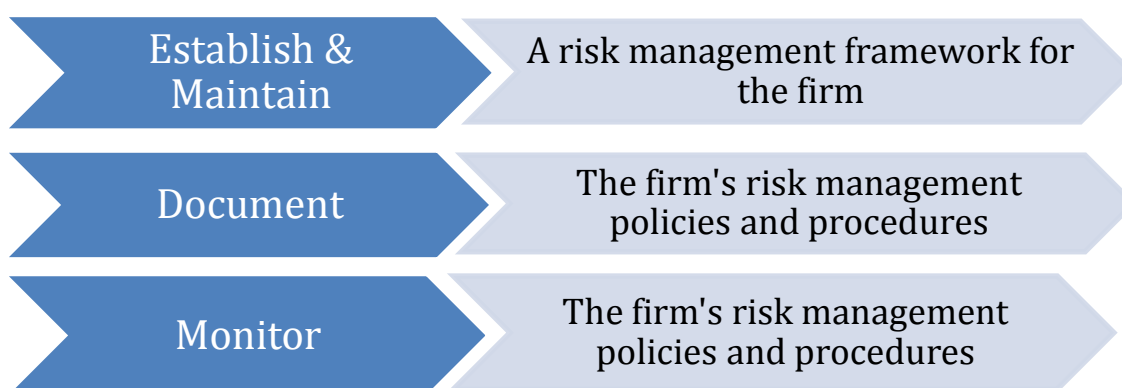 Establish &
Maintain
A risk management framework for
the firm
Document
The firm's risk management
policies and procedures
Monitor
The firm's risk management
policies and procedures